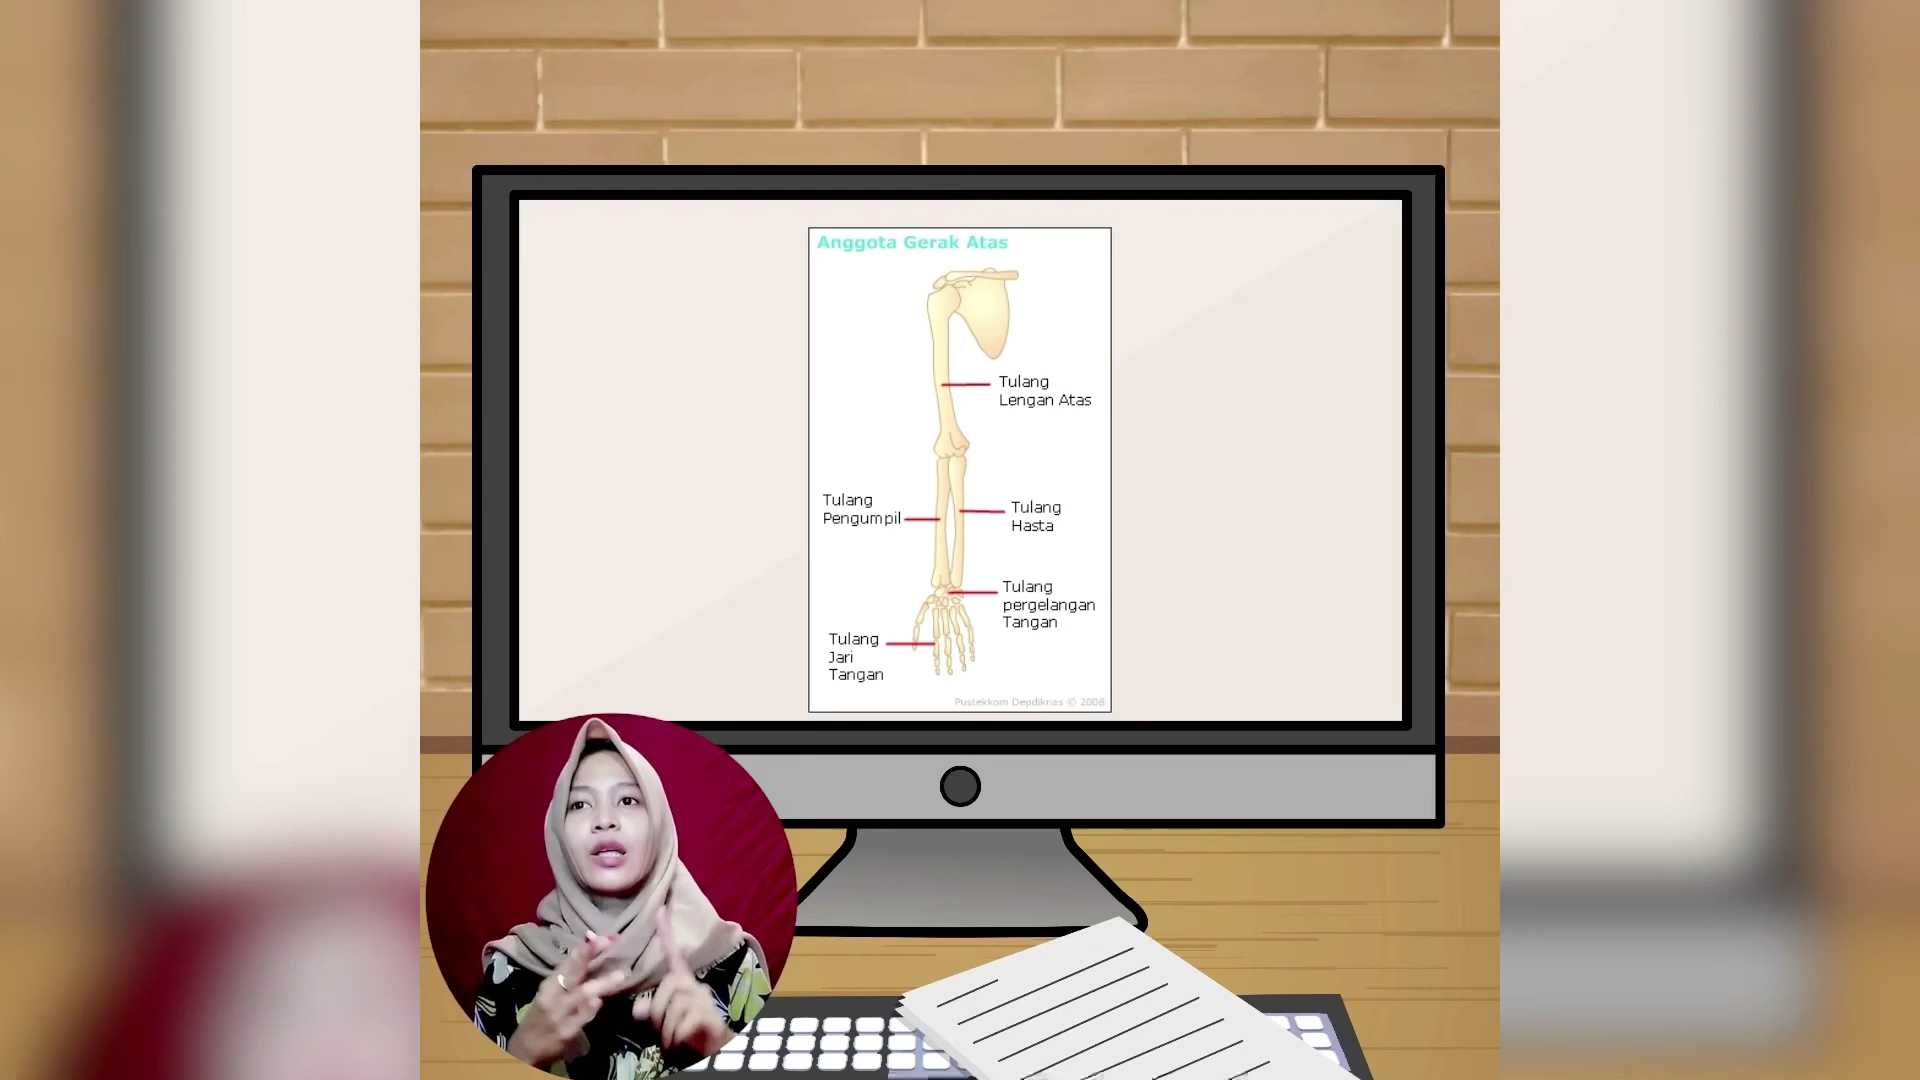 Anggota Gerak Atas
Tulang
Lengan Atas
Tulang
Pengumpil
Tulang
Hasta
Tulang
pergelangan
Tangan
Tulang
Jari
Tangan
Pustekkom Depdiknas © 2008